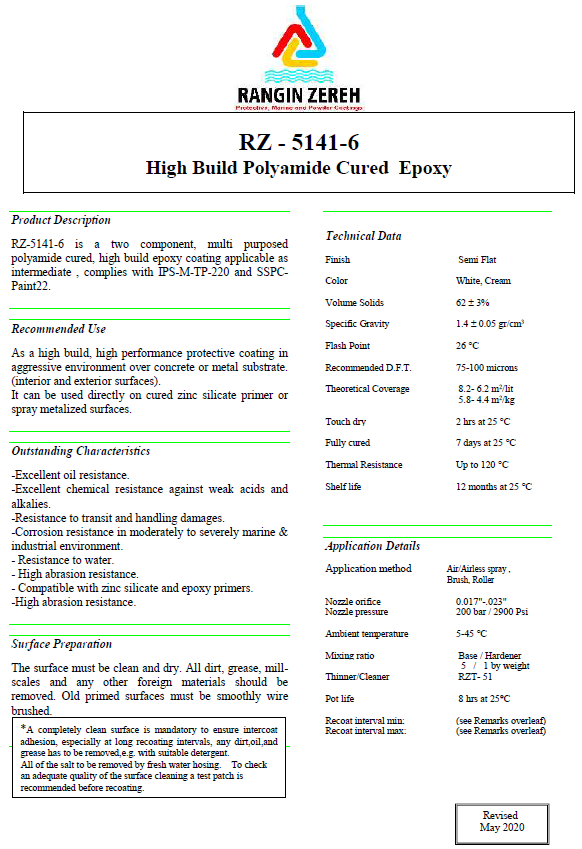 RANGIN ZEREH
Protective, Marine and Powder Coatings
RZ - 5141-6
High Build Polyamide Cured Epoxy
Product Description
RZ-5141-6 is a two component, multi purposed
polyamide cured, high build epoxy coating applicable as
intermediate , complies with IPS-M-TP-220 and SSPC-
Paint22.
Recommended Use
As a high build, high performance protective coating in
aggressive environment over concrete or metal substrate.
(interior and exterior surfaces).
It can be used directly on cured zinc silicate primer or
spray metalized surfaces.
Outstanding Characteristics
-Excellent oil resistance.
-Excellent chemical resistance against weak acids and
alkalies.
-Resistance to transit and handling damages.
-Corrosion resistance in moderately to severely marine &
industrial environment.
- Resistance to water.
- High abrasion resistance.
- Compatible with zinc silicate and epoxy primers.
-High abrasion resistance.
Surface Preparation
The surface must be clean and dry. All dirt, grease, mill-
scales and any other foreign materials should be
removed. Old primed surfaces must be smoothly wire
brushed.
*A completely clean surface is mandatory to ensure intercoat
adhesion, especially at long recoating intervals, any dirt,oil,and
grease has to be removed,e.g. with suitable detergent.
All of the salt to be removed by fresh water hosing. To check
an adequate quality of the surface cleaning a test patch is
recommended before recoating.
Technical Data
Finish Semi Flat
Color White, Cream
Volume Solids 62 ± 3%
Specific Gravity 1.4 ± 0.05 gr/cm³
Flash Point 26 °C
Recommended D.F.T. 75-100 microns
Theoretical Coverage 8.2- 6.2 m²/lit
5.8- 4.4 m²/kg
Touch dry 2 hrs at 25 °C
Fully cured 7 days at 25 °C
Thermal Resistance Up to 120 °C
Shelf life 12 months at 25 °C
Application Details
Application method Air/Airless spray ,
Brush, Roller
Nozzle orifice 0.017"-.023"
Nozzle pressure 200 bar / 2900 Psi
Ambient temperature 5-45 °C
Mixing ratio Base / Hardener
5 / 1 by weight
Thinner/Cleaner RZT- 51
Pot life 8 hrs at 25°C
Recoat interval min: (see Remarks overleaf)
Recoat interval max: (see Remarks overleaf)
Revised
May 2020